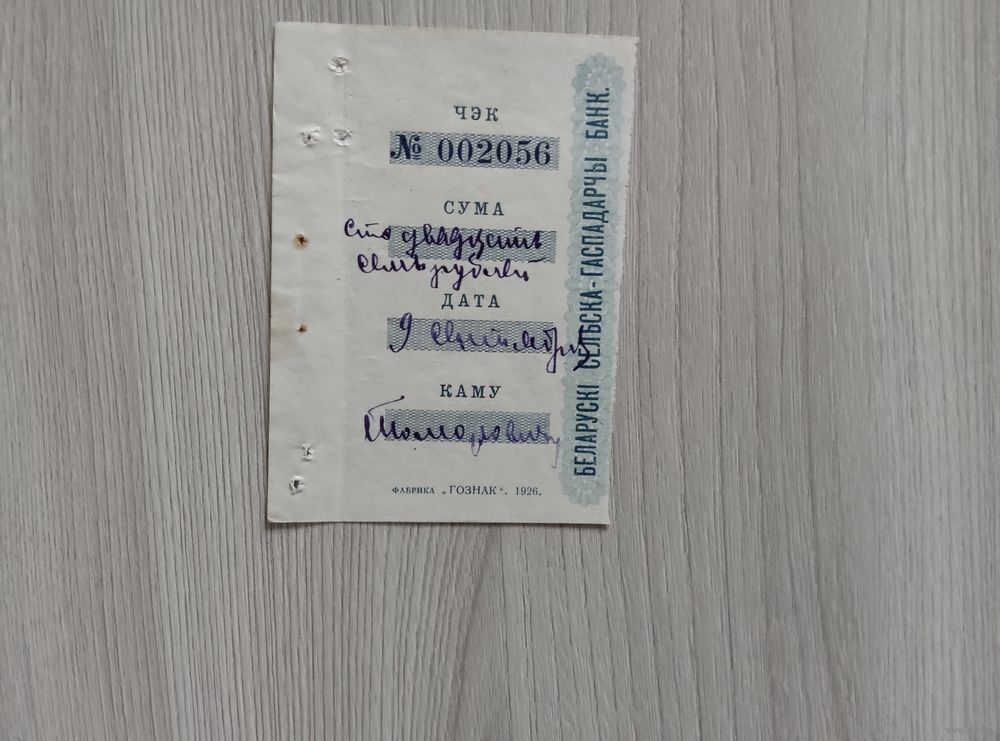 ЧЭК
№ 002056
СУМА
Сто двадцать
семь рублей
ДАТА
9 сентября
КАМУ
ФАБРИКА „ГОЗНАК“. 1926.
БЕЛАРУСКІ СЕЛЬСКА-ГАСПАДАРЧЫ БАНК.